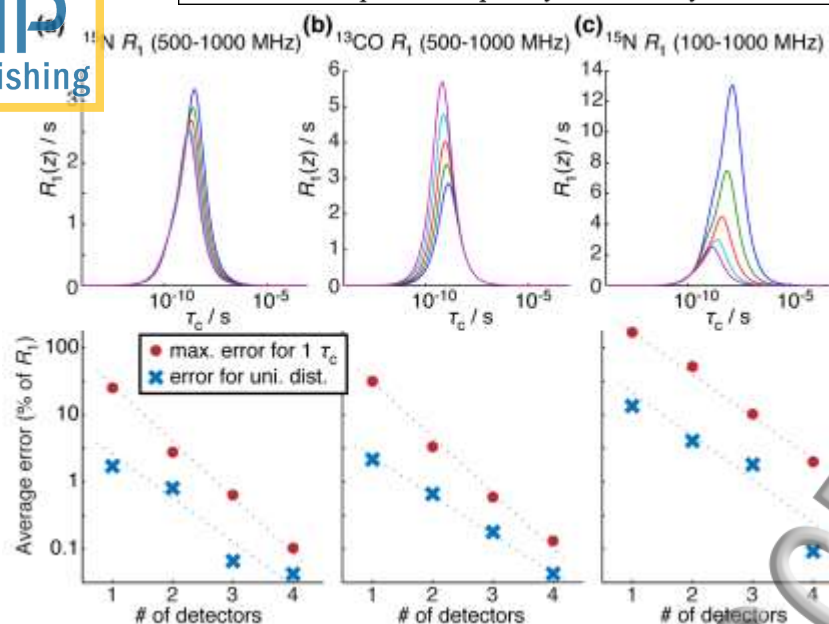 ishing
(a) ¹⁵N R₁ (500-1000 MHz)
(b) ¹³CO R₁ (500-1000 MHz)
(c) ¹⁵N R₁ (100-1000 MHz)
R₁(z) / s
2
1
0
10⁻¹⁰ 10⁻⁵
τc / s
R₁(z) / s
6
5
4
3
2
1
0
10⁻¹⁰ 10⁻⁵
τc / s
R₁(z) / s
14
12
10
8
6
4
2
0
10⁻¹⁰ 10⁻⁵
τc / s
max. error for 1 τc
error for uni. dist.
Average error (% of R₁)
100
10
1
0.1
1 2 3 4
# of detectors
1 2 3 4
# of detectors
1 2 3 4
# of detectors